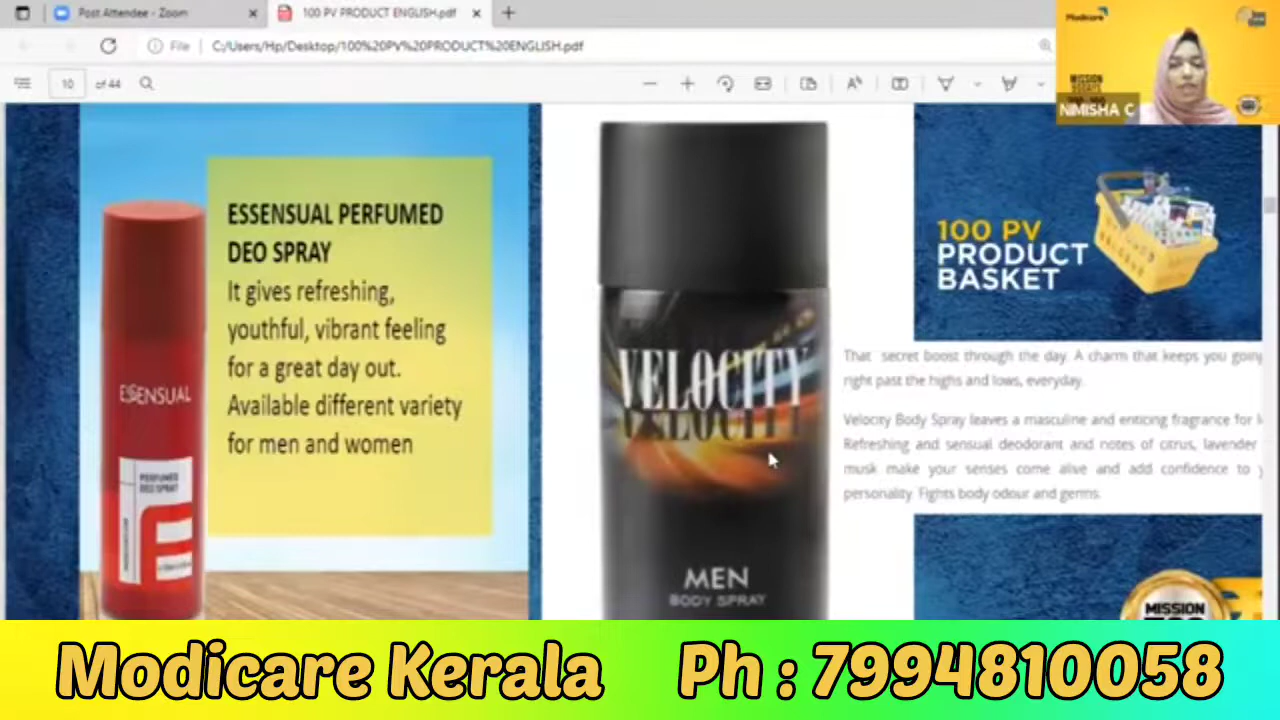 Post Attendee - Zoom
100 PV PRODUCT ENGLISH.pdf
File
C:/Users/Hp/Desktop/100%20PV%20PRODUCT%20ENGLISH.pdf
10 of 44
Modicare
MISSION
NIMISHA C
ESSENSUAL PERFUMED
DEO SPRAY
It gives refreshing,
youthful, vibrant feeling
for a great day out.
Available different variety
for men and women
ESSENSUAL
PERFUMED
DEO SPRAY
E
VELOCITY
MEN
BODY SPRAY
100 PV
PRODUCT
BASKET
That secret boost through the day. A charm that keeps you going
right past the highs and lows, everyday.
Velocity Body Spray leaves a masculine and enticing fragrance for
Refreshing and sensual deodorant and notes of citrus, lavender
musk make your senses come alive and add confidence to
personality. Fights body odour and germs.
MISSION
Modicare Kerala Ph : 7994810058